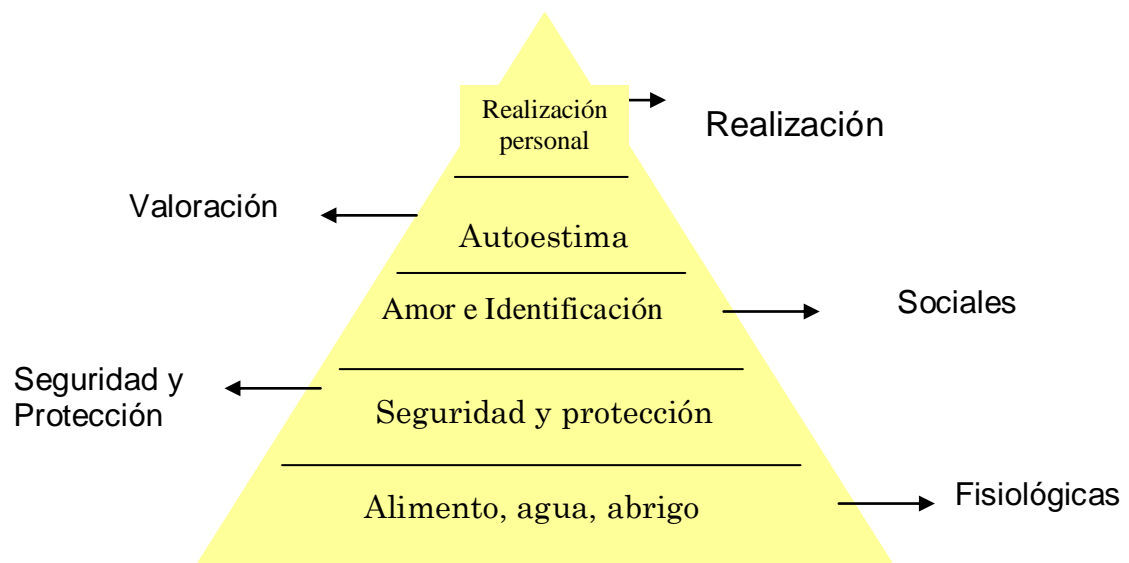 Realización
personal
Realización
Valoración
Autoestima
Amor e Identificación
Sociales
Seguridad y
Protección
Seguridad y protección
Alimento, agua, abrigo
Fisiológicas